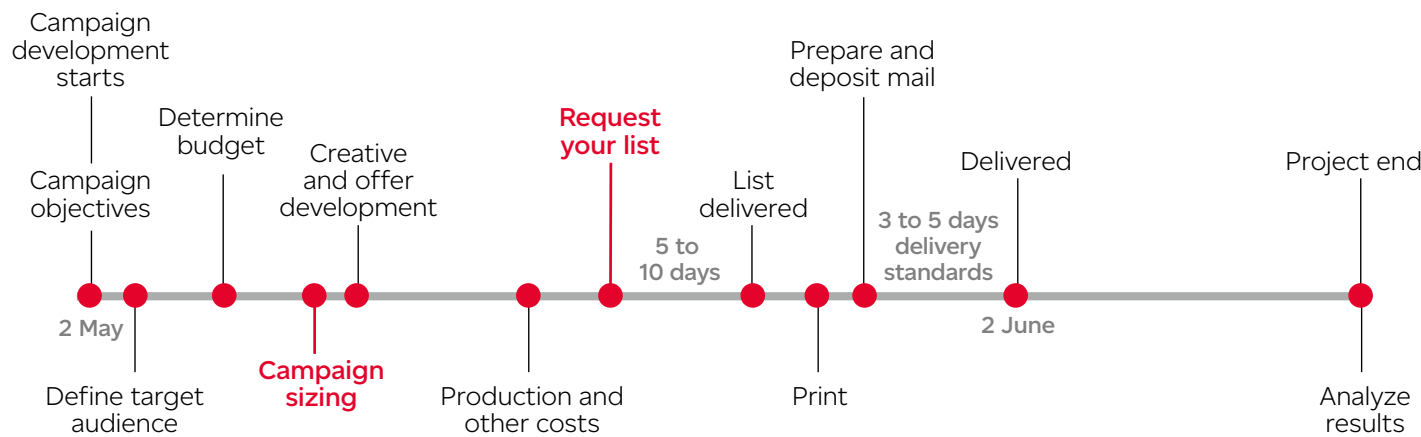 Campaign
development
starts
Campaign
objectives
2 May
Define target
audience
Determine
budget
Campaign
sizing
Creative
and offer
development
Production and
other costs
Request
your list
5 to
10 days
List
delivered
Print
Prepare and
deposit mail
3 to 5 days
delivery
standards
Delivered
2 June
Project end
Analyze
results